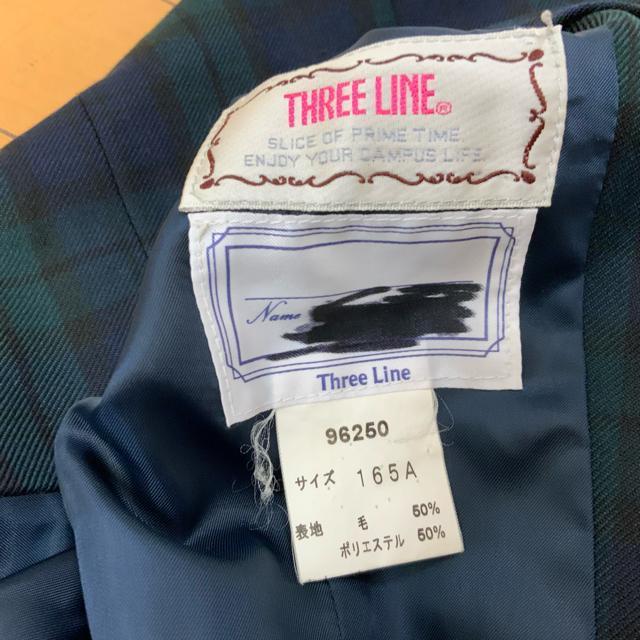 THREE LINE®
SLICE OF PRIME TIME
ENJOY YOUR CAMPUS LIFE
Name
Three Line
96250
サイズ 165A
表地 毛 50%
ポリエステル 50%